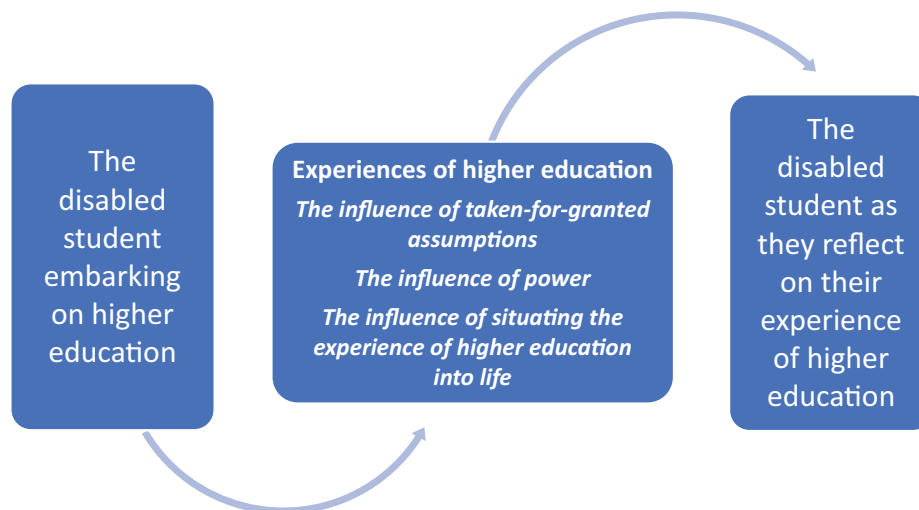 The
disabled
student
embarking
on higher
education
Experiences of higher education
The influence of taken-for-granted
assumptions
The influence of power
The influence of situating the
experience of higher education
into life
The
disabled
student as
they reflect
on their
experience
of higher
education